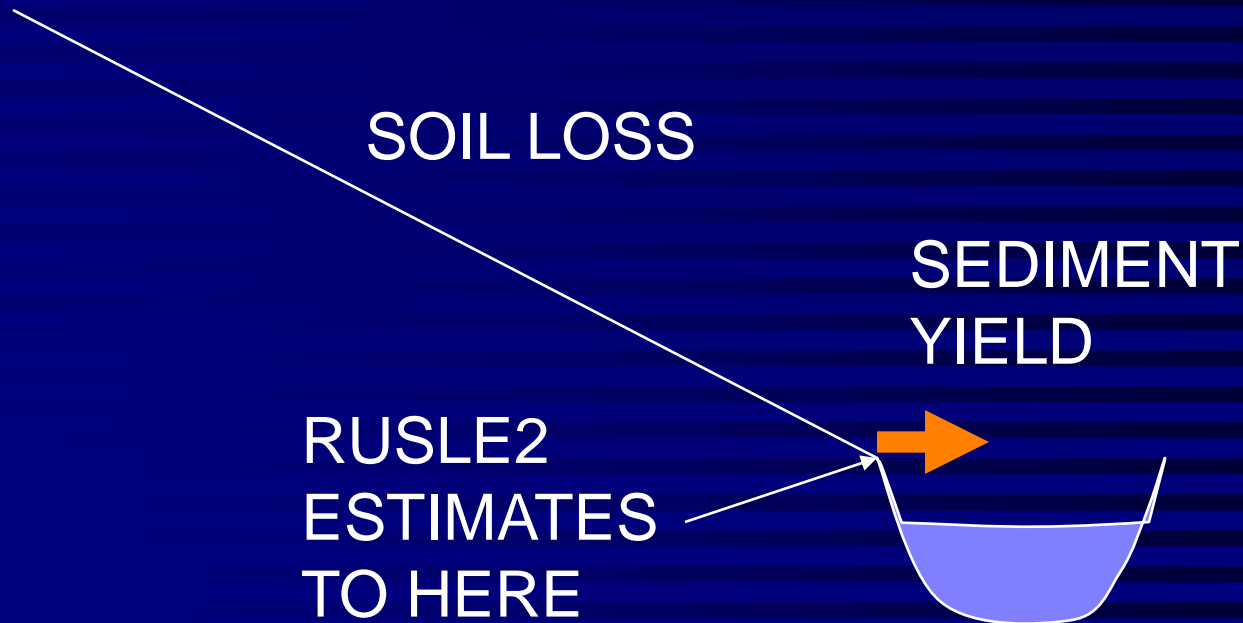 SOIL LOSS
SEDIMENT
YIELD
RUSLE2
ESTIMATES
TO HERE